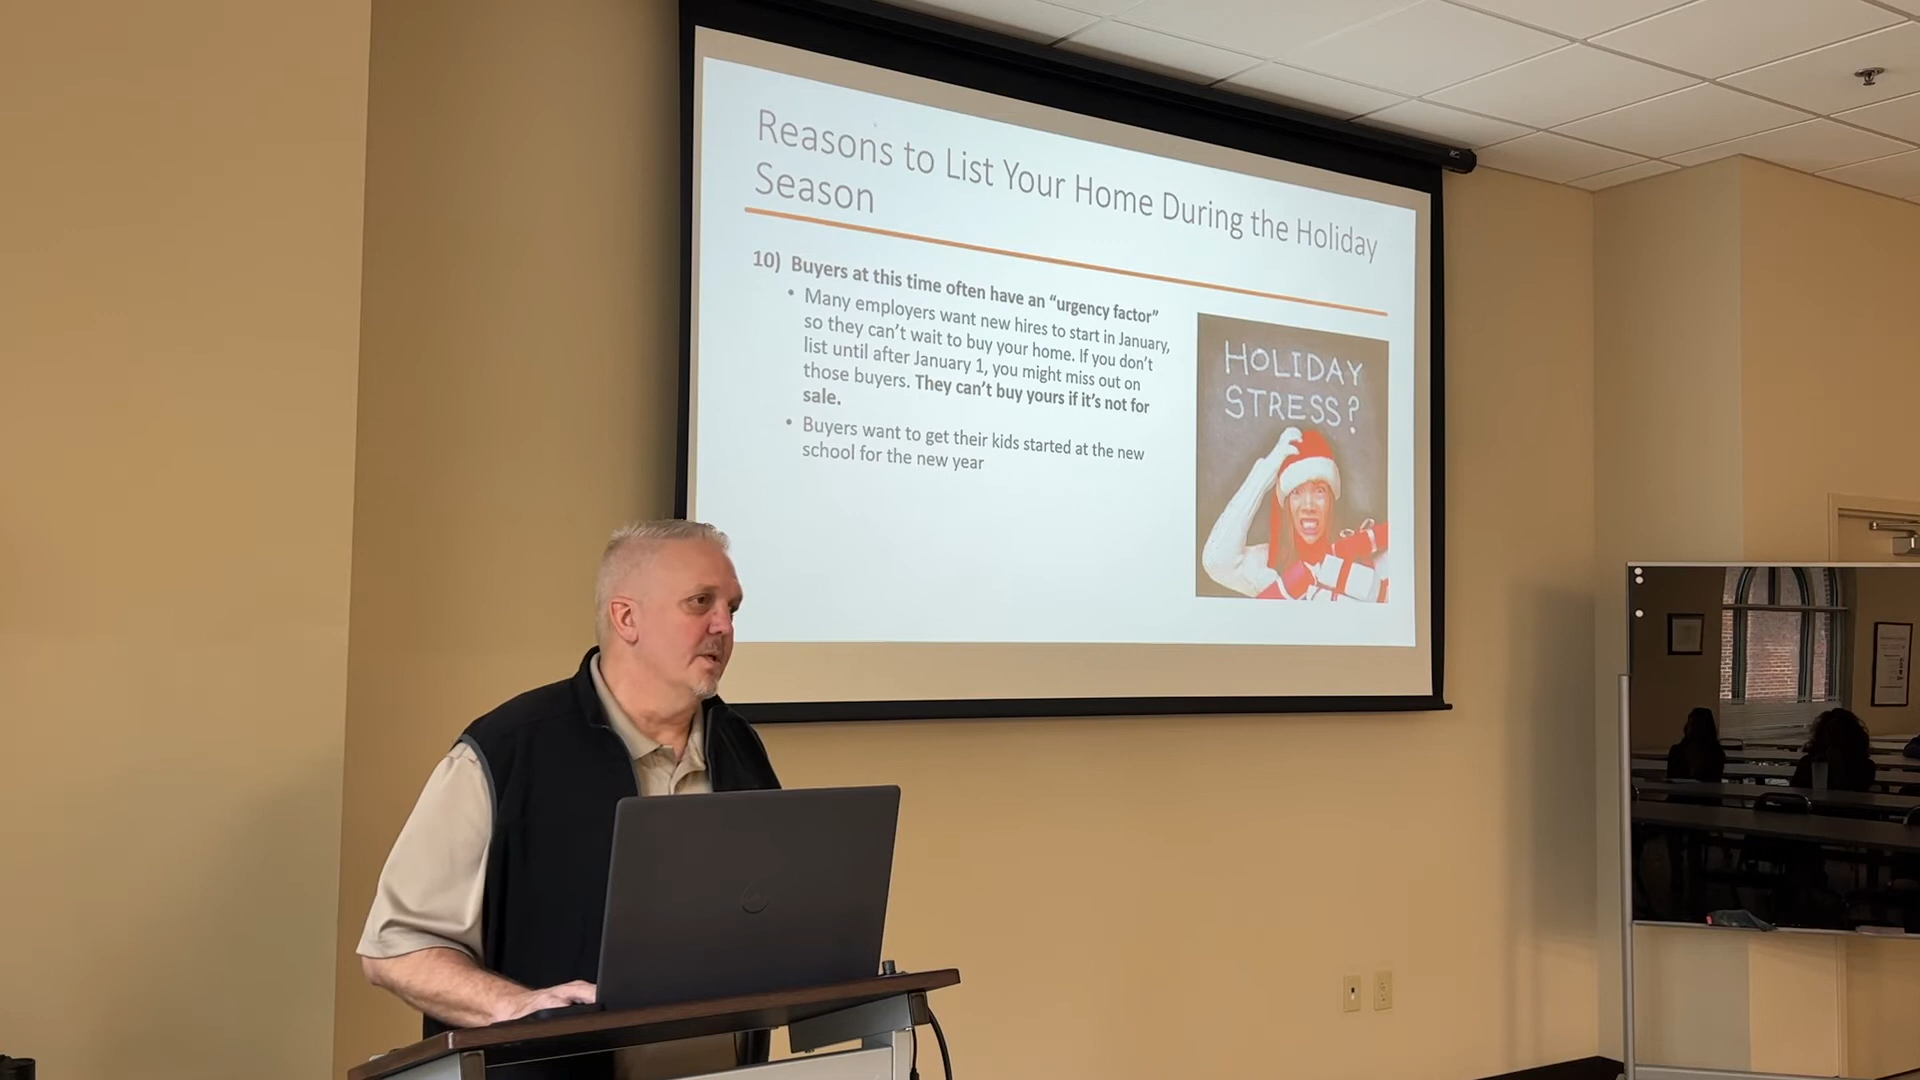 Reasons to List Your Home During the Holiday
Season
10) Buyers at this time often have an “urgency factor”
• Many employers want new hires to start in January,
so they can’t wait to buy your home. If you don’t
list until after January 1, you might miss out on
those buyers. They can’t buy yours if it’s not for
sale.
• Buyers want to get their kids started at the new
school for the new year
HOLIDAY
STRESS?